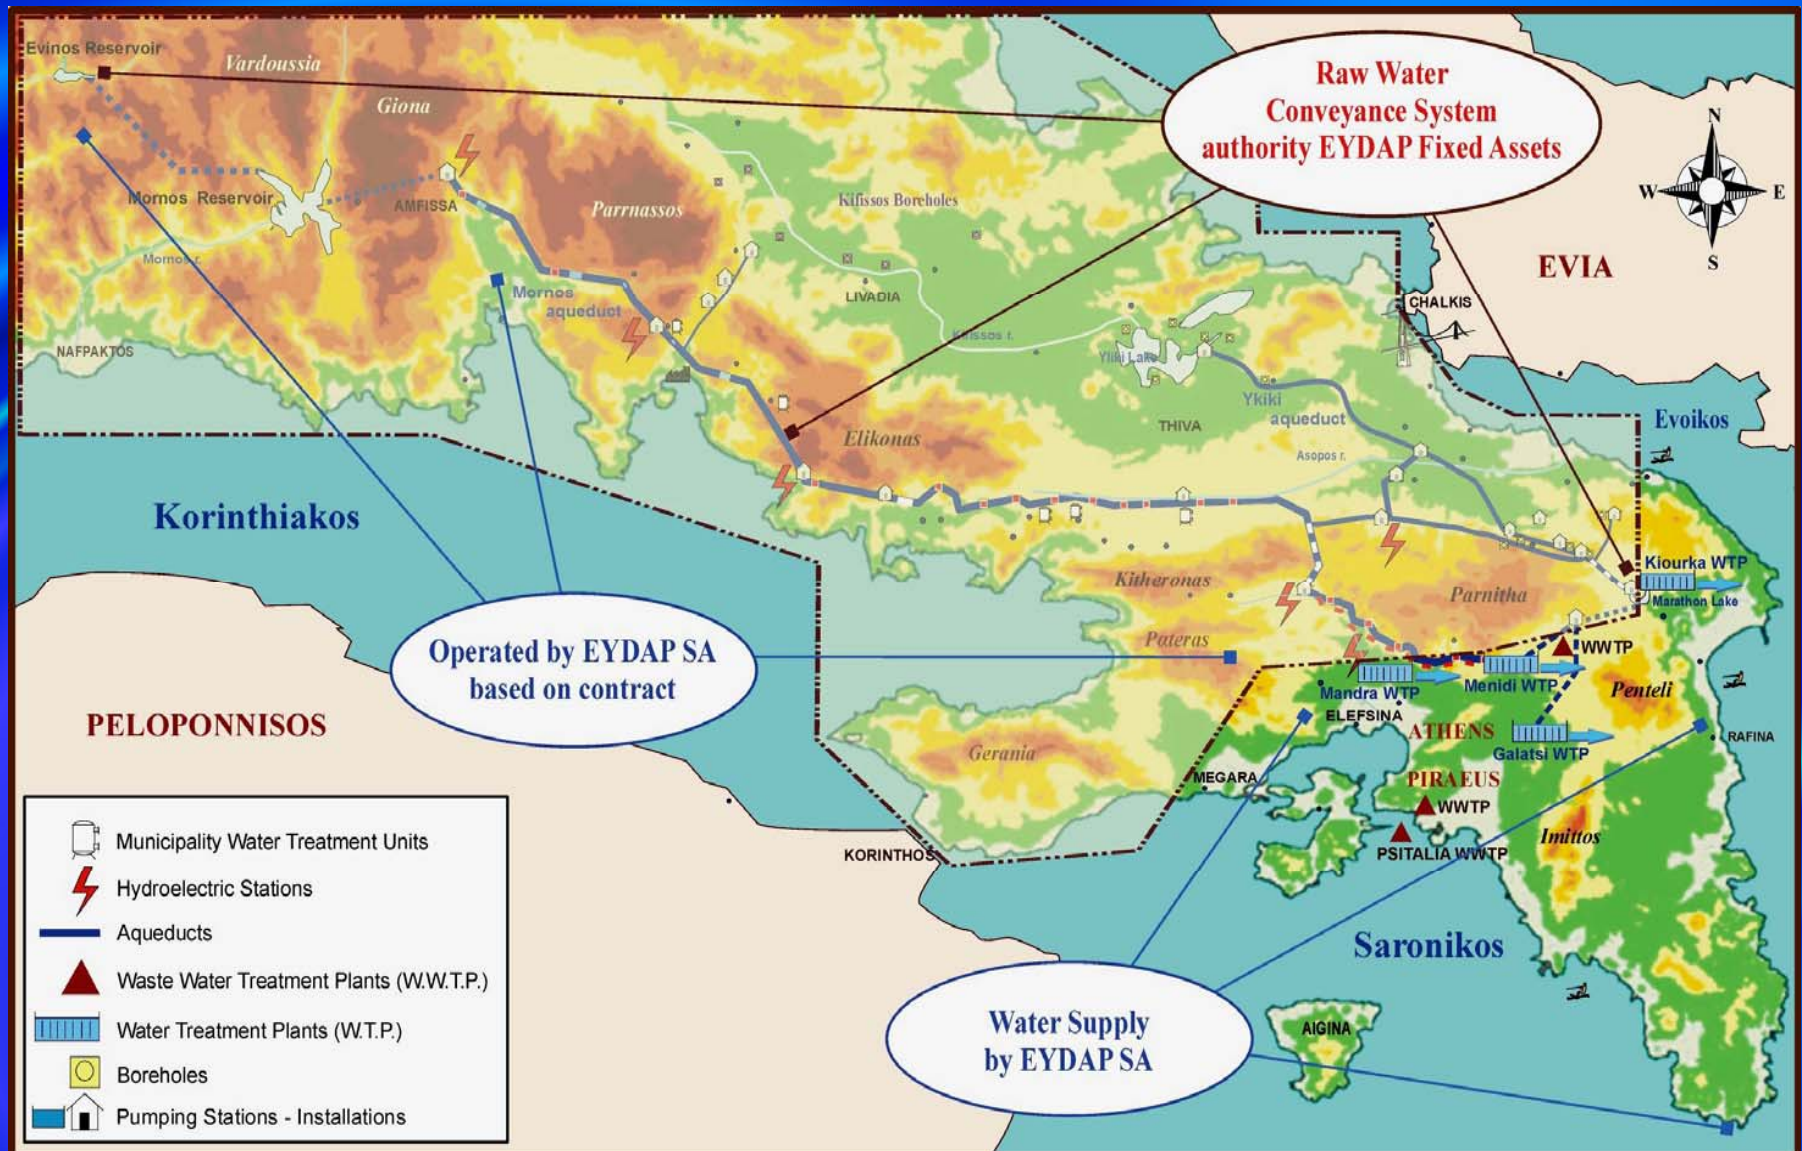 Evinos Reservoir
Vardoussia
Giona
Raw Water
Conveyance System
authority EYDAP Fixed Assets
N
W
E
S
Mornos Reservoir
AMFISSA
Parrnassos
Kifissos Boreholes
Mornos r.
EVIA
Mornos
aqueduct
LIVADIA
CHALKIS
NAFPAKTOS
Kifissos r.
Yliki Lake
Ykiki
aqueduct
Elikonas
THIVA
Evoikos
Asopos r.
Korinthiakos
Kitheronas
Parnitha
Kiourka WTP
Marathon Lake
Operated by EYDAP SA
based on contract
Pateras
WWTP
Mandra WTP
Menidi WTP
Penteli
ELEFSINA
PELOPONNISOS
ATHENS
RAFINA
Gerania
Galatsi WTP
MEGARA
PIRAEUS
WWTP
Imittos
KORINTHOS
PSITALIA WWTP
Saronikos
Water Supply
by EYDAP SA
AIGINA
Municipality Water Treatment Units
Hydroelectric Stations
Aqueducts
Waste Water Treatment Plants (W.W.T.P.)
Water Treatment Plants (W.T.P.)
Boreholes
Pumping Stations - Installations